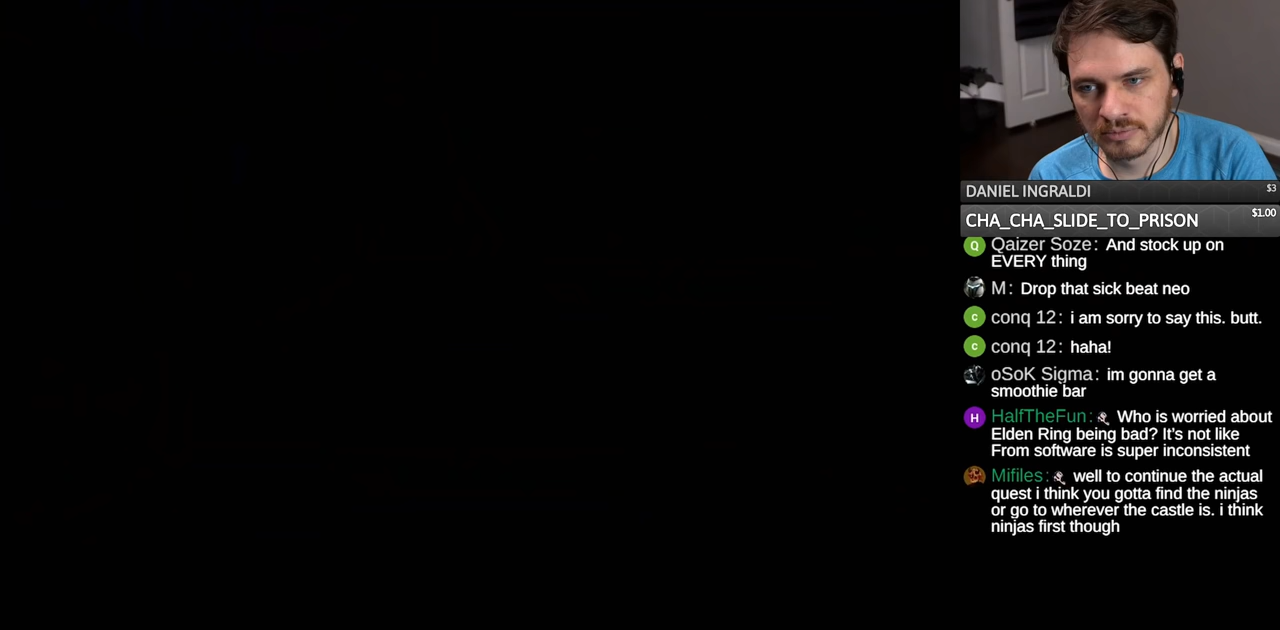 DANIEL INGRALDI $3
CHA_CHA_SLIDE_TO_PRISON $1.00
Q Qaizer Soze: And stock up on
EVERY thing
M: Drop that sick beat neo
c conq 12: i am sorry to say this. butt.
c conq 12: haha!
oSoK Sigma: im gonna get a
smoothie bar
H HalfTheFun: Who is worried about
Elden Ring being bad? It's not like
From software is super inconsistent
Mifiles: well to continue the actual
quest i think you gotta find the ninjas
or go to wherever the castle is. i think
ninjas first though